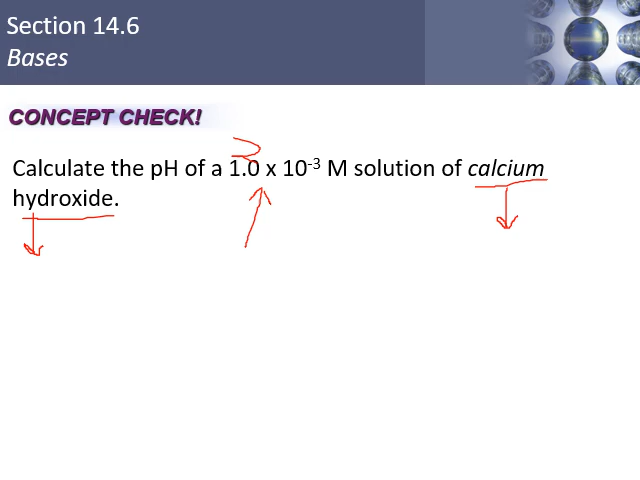 Section 14.6
Bases
CONCEPT CHECK!
Calculate the pH of a 1.0 x 10⁻³ M solution of calcium
hydroxide.